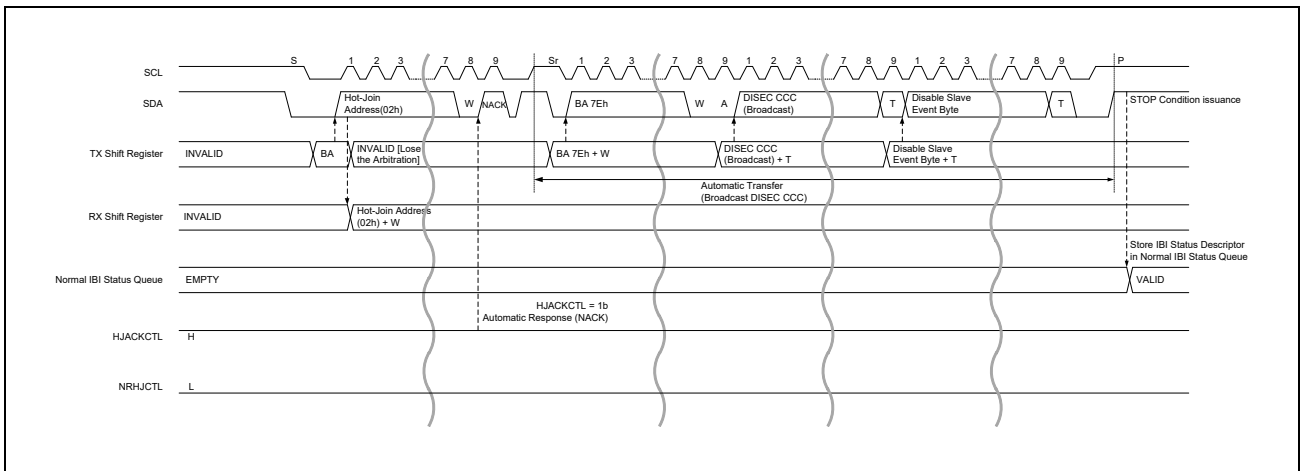 S 1 2 3 7 8 9 Sr 1 2 3 7 8 9 1 2 3 7 8 9 1 2 3 7 8 9 P
SCL
SDA
Hot-Join
Address(02h)
W
NACK
BA 7Eh
W
A
DISEC CCC
(Broadcast)
T
Disable Slave
Event Byte
T
STOP Condition issuance
TX Shift Register
INVALID
BA
INVALID [Lose
the Arbitration]
BA 7Eh + W
DISEC CCC
(Broadcast) + T
Disable Slave
Event Byte + T
Automatic Transfer
(Broadcast DISEC CCC)
RX Shift Register
INVALID
Hot-Join Address
(02h) + W
Store IBI Status Descriptor
in Normal IBI Status Queue
Normal IBI Status Queue
EMPTY
VALID
HJACKCTL = 1b
Automatic Response (NACK)
HJACKCTL
H
NRHJCTL
L